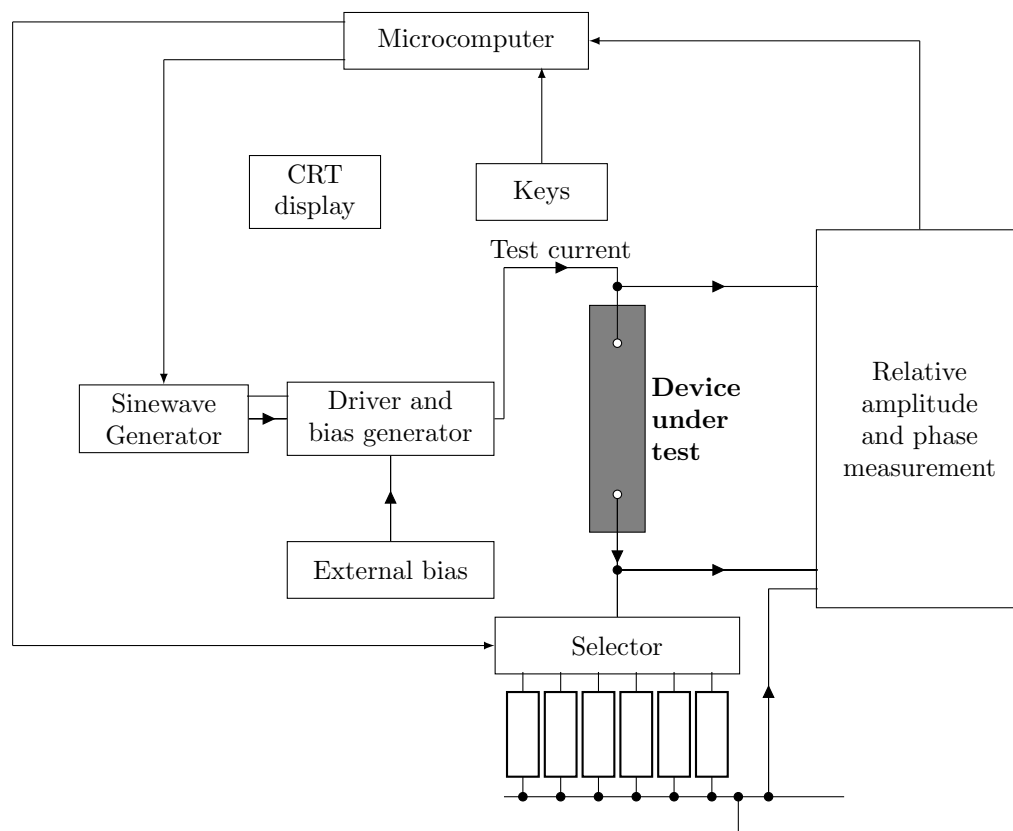 Microcomputer
CRT
display
Keys
Test current
Sinewave
Generator
Driver and
bias generator
Device
under
test
Relative
amplitude
and phase
measurement
External bias
Selector